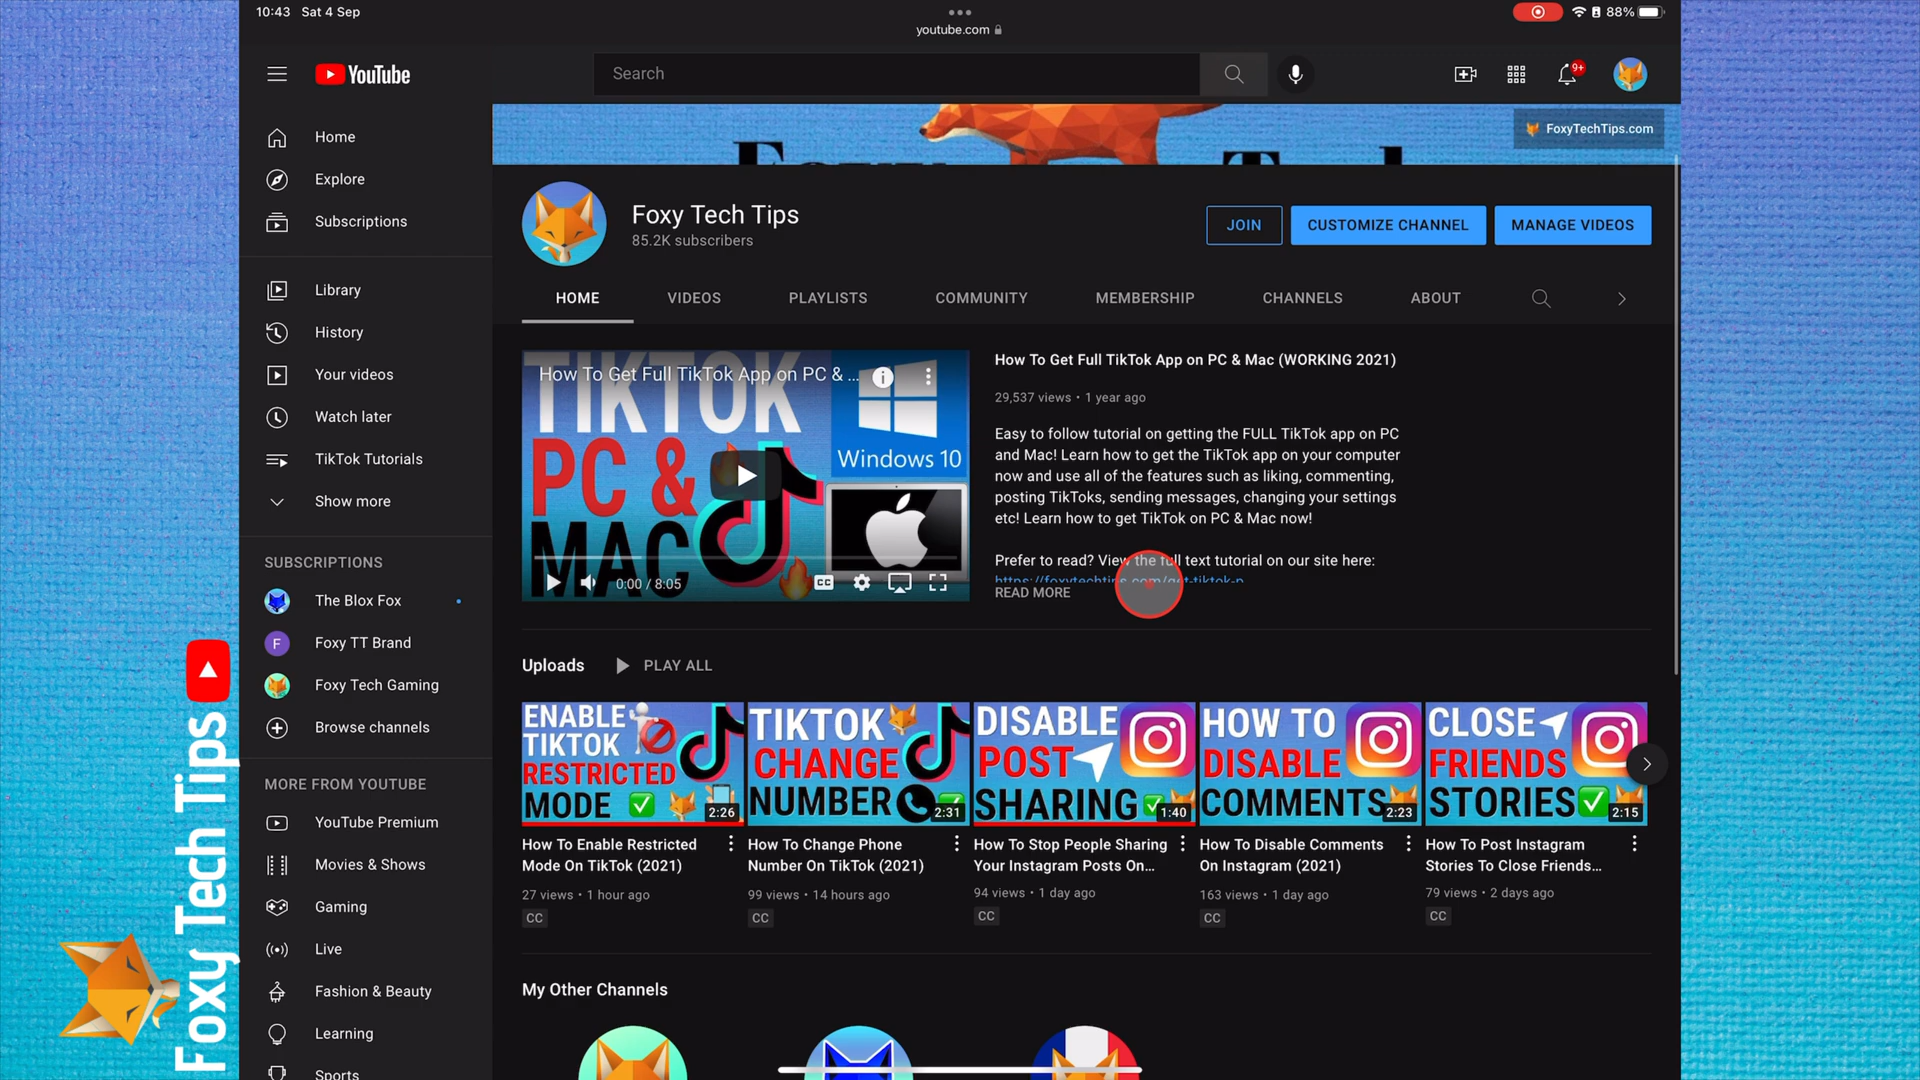 10:43 Sat 4 Sep
youtube.com
88%
YouTube
Search
9+
Home
Explore
Subscriptions
Library
History
Your videos
Watch later
TikTok Tutorials
Show more
SUBSCRIPTIONS
The Blox Fox
F
Foxy TT Brand
Foxy Tech Gaming
Browse channels
MORE FROM YOUTUBE
YouTube Premium
Movies & Shows
Gaming
Live
Fashion & Beauty
Learning
Sports
FoxyTechTips.com
Foxy Tech Tips
85.2K subscribers
JOIN
CUSTOMIZE CHANNEL
MANAGE VIDEOS
HOME
VIDEOS
PLAYLISTS
COMMUNITY
MEMBERSHIP
CHANNELS
ABOUT
How To Get Full TikTok App on PC & ...
TIKTOK
PC &
MAC
Windows 10
0:00 / 8:05
CC
How To Get Full TikTok App on PC & Mac (WORKING 2021)
29,537 views • 1 year ago
Easy to follow tutorial on getting the FULL TikTok app on PC
and Mac! Learn how to get the TikTok app on your computer
now and use all of the features such as liking, commenting,
posting TikToks, sending messages, changing your settings
etc! Learn how to get TikTok on PC & Mac now!
Prefer to read? View the full text tutorial on our site here:
https://foxytechtips.com/get-tiktok-p
READ MORE
Uploads
PLAY ALL
ENABLE
TIKTOK
RESTRICTED
MODE
2:26
How To Enable Restricted
Mode On TikTok (2021)
27 views • 1 hour ago
CC
TIKTOK
CHANGE
NUMBER
2:31
How To Change Phone
Number On TikTok (2021)
99 views • 14 hours ago
CC
DISABLE
POST
SHARING
1:40
How To Stop People Sharing
Your Instagram Posts On...
94 views • 1 day ago
CC
HOW TO
DISABLE
COMMENTS
2:23
How To Disable Comments
On Instagram (2021)
163 views • 1 day ago
CC
CLOSE
FRIENDS
STORIES
2:15
How To Post Instagram
Stories To Close Friends...
79 views • 2 days ago
CC
My Other Channels
Foxy Tech Tips